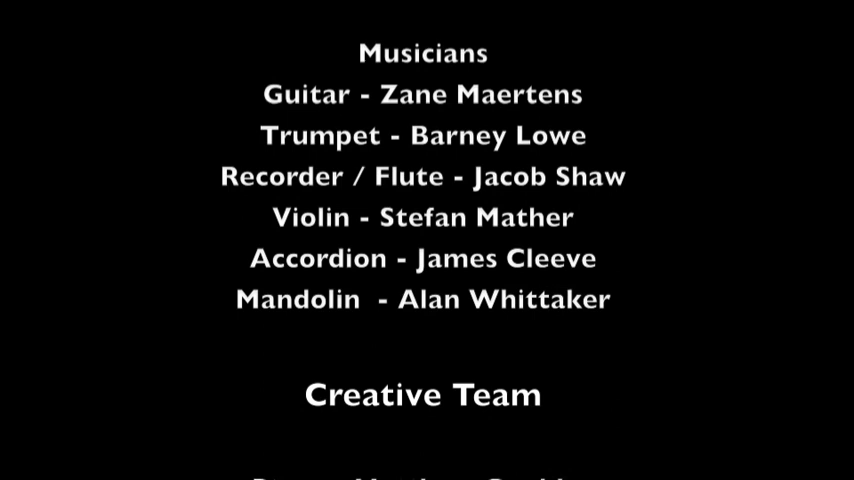 Musicians
Guitar - Zane Maertens
Trumpet - Barney Lowe
Recorder / Flute - Jacob Shaw
Violin - Stefan Mather
Accordion - James Cleeve
Mandolin  - Alan Whittaker
Creative Team